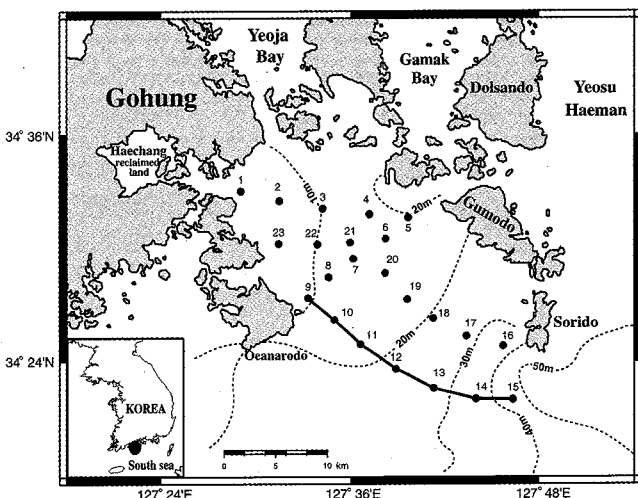 Yeoja
Bay
Gamak
Bay
Gohung
Dolsando
Yeosu
Haeman
34° 36'
Haechang
reclaimed
land
1
2
3
4
5
6
7
8
9
10
11
12
13
14
15
16
17
18
19
20
21
22
23
10m
20m
Gumodo
20m
30m
40m
50m
Sorido
34° 24'
Oeanarodo
KOREA
South sea
0 5 10 km
127° 24'E
127° 36'E
127° 48'E